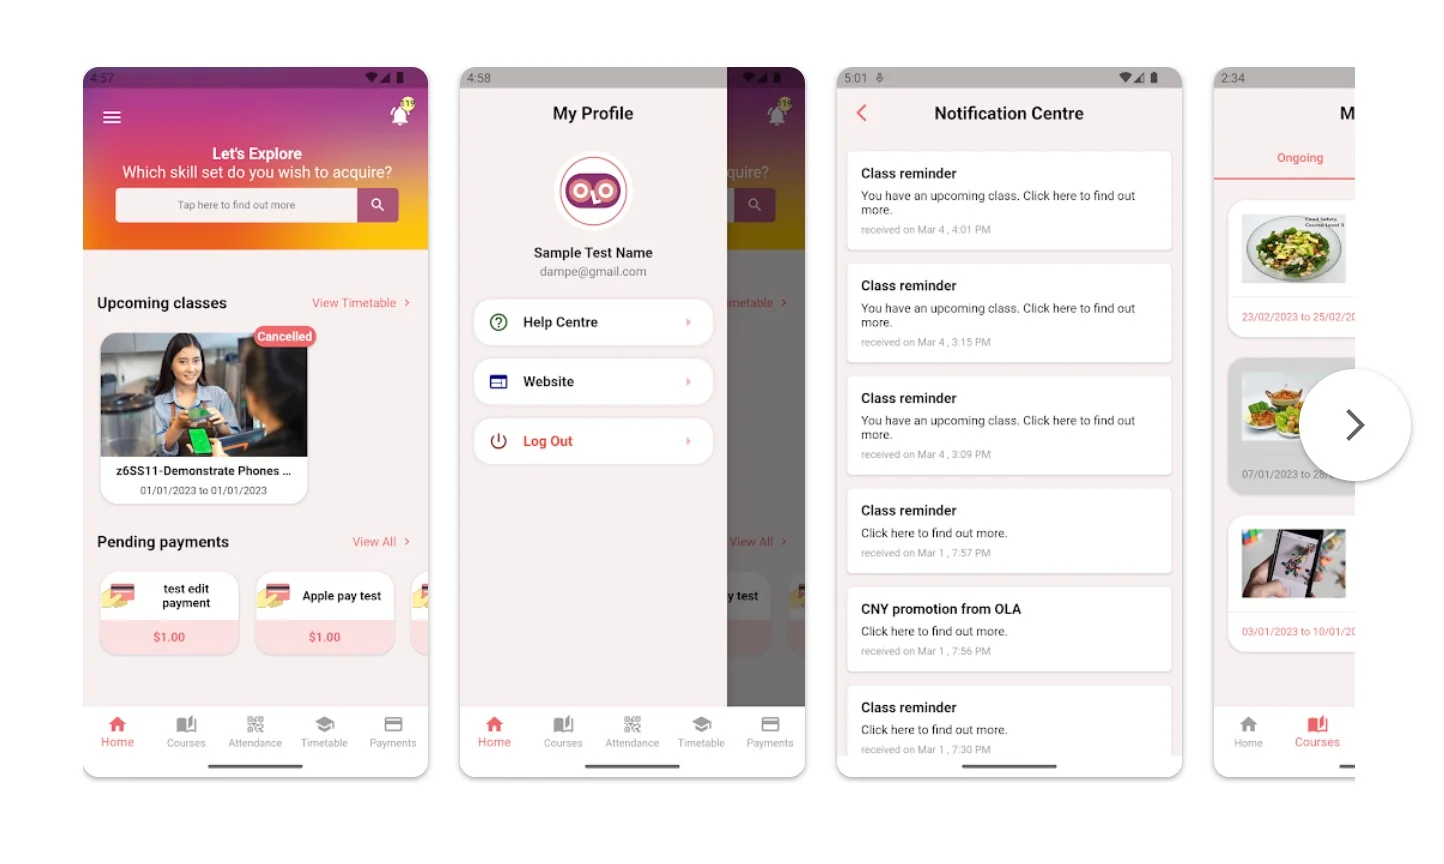 4:57
119
Let's Explore
Which skill set do you wish to acquire?
Tap here to find out more
Upcoming classes
View Timetable
Cancelled
z6SS11-Demonstrate Phones ...
01/01/2023 to 01/01/2023
Pending payments
View All
test edit
payment
Apple pay test
$1.00
$1.00
Home
Courses
Attendance
Timetable
Payments
4:58
My Profile
quire?
Sample Test Name
dampe@gmail.com
Help Centre
metable
Website
Log Out
View All
y test
Home
Courses
Attendance
Timetable
Payments
5:01
Notification Centre
Class reminder
You have an upcoming class. Click here to find out
more.
received on Mar 4 , 4:01 PM
Class reminder
You have an upcoming class. Click here to find out
more.
received on Mar 4 , 3:15 PM
Class reminder
You have an upcoming class. Click here to find out
more.
received on Mar 4 , 3:09 PM
Class reminder
Click here to find out more.
received on Mar 1 , 7:57 PM
CNY promotion from OLA
Click here to find out more.
received on Mar 1 , 7:56 PM
Class reminder
Click here to find out more.
received on Mar 1 , 7:30 PM
2:34
M
Ongoing
Food Safety
Course Level 3
23/02/2023 to 25/02/20
07/01/2023 to
03/01/2023 to 10/01/20
Home
Courses